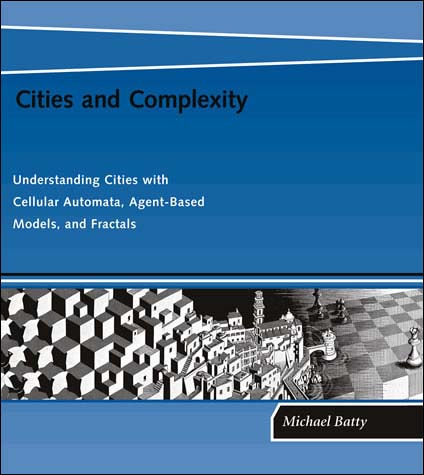 Cities and Complexity
Understanding Cities with
Cellular Automata, Agent-Based
Models, and Fractals
Michael Batty